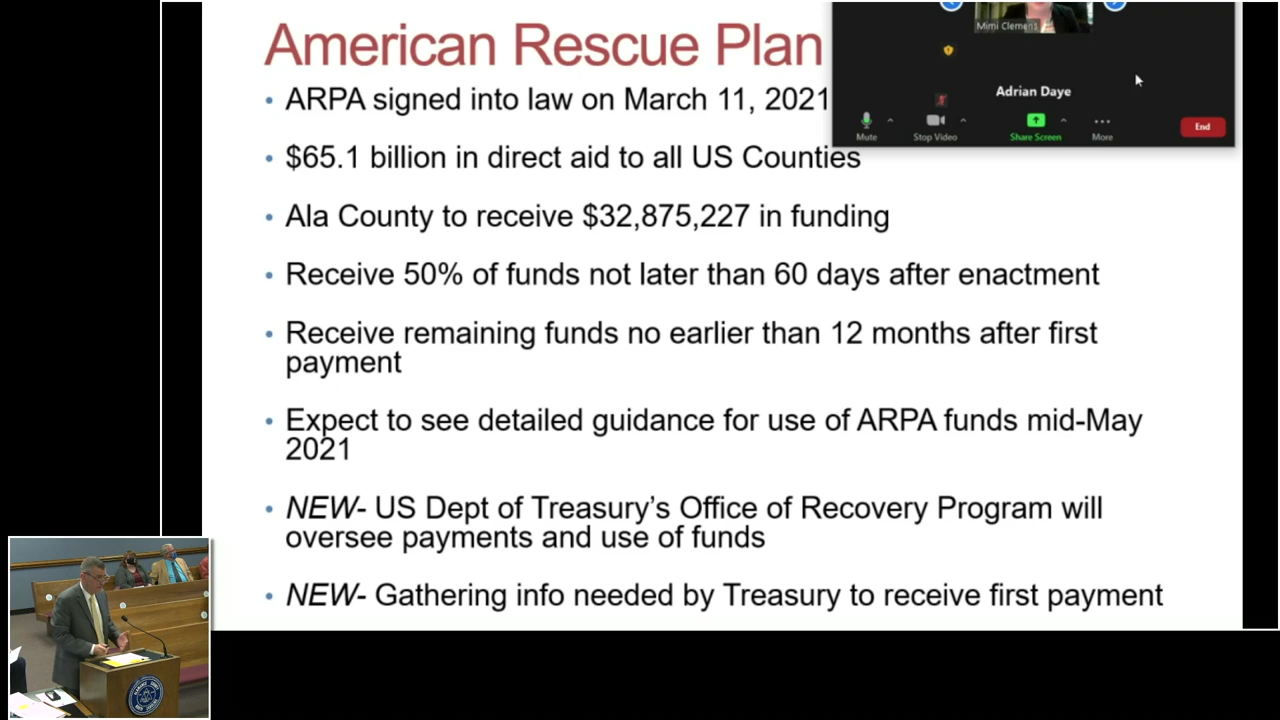 American Rescue Plan
• ARPA signed into law on March 11, 2021
• $65.1 billion in direct aid to all US Counties
• Ala County to receive $32,875,227 in funding
• Receive 50% of funds not later than 60 days after enactment
• Receive remaining funds no earlier than 12 months after first
payment
• Expect to see detailed guidance for use of ARPA funds mid-May
2021
• NEW- US Dept of Treasury's Office of Recovery Program will
oversee payments and use of funds
• NEW- Gathering info needed by Treasury to receive first payment
Mimi Clemens
Adrian Daye
Mute
Stop Video
Share Screen
More
End